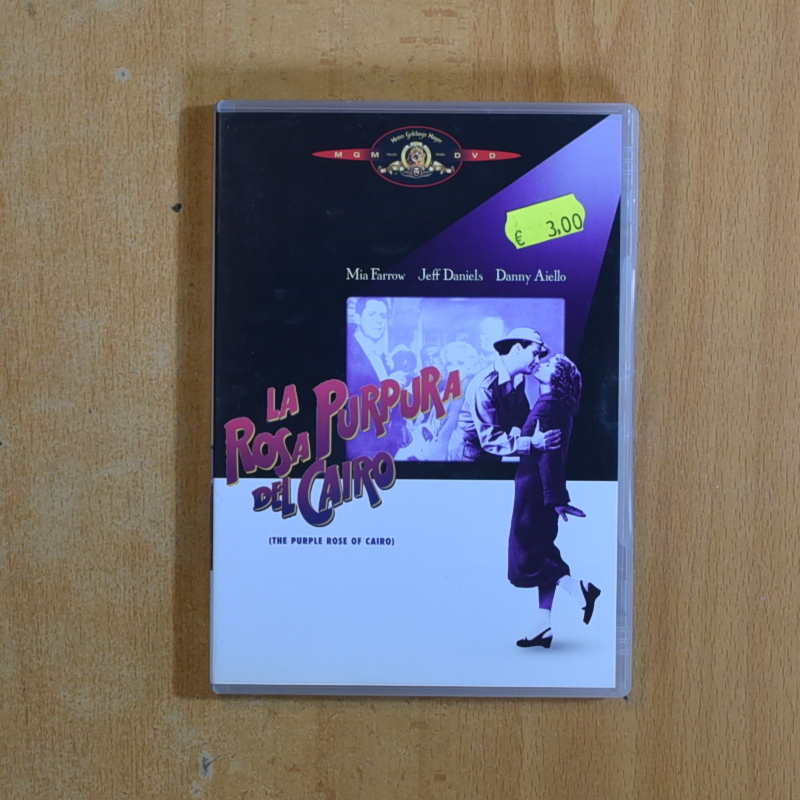 Metro Goldwyn Mayer
MGM DVD
€ 3,00
Mia Farrow Jeff Daniels Danny Aiello
LA
ROSA PURPURA
DEL CAIRO
(THE PURPLE ROSE OF CAIRO)